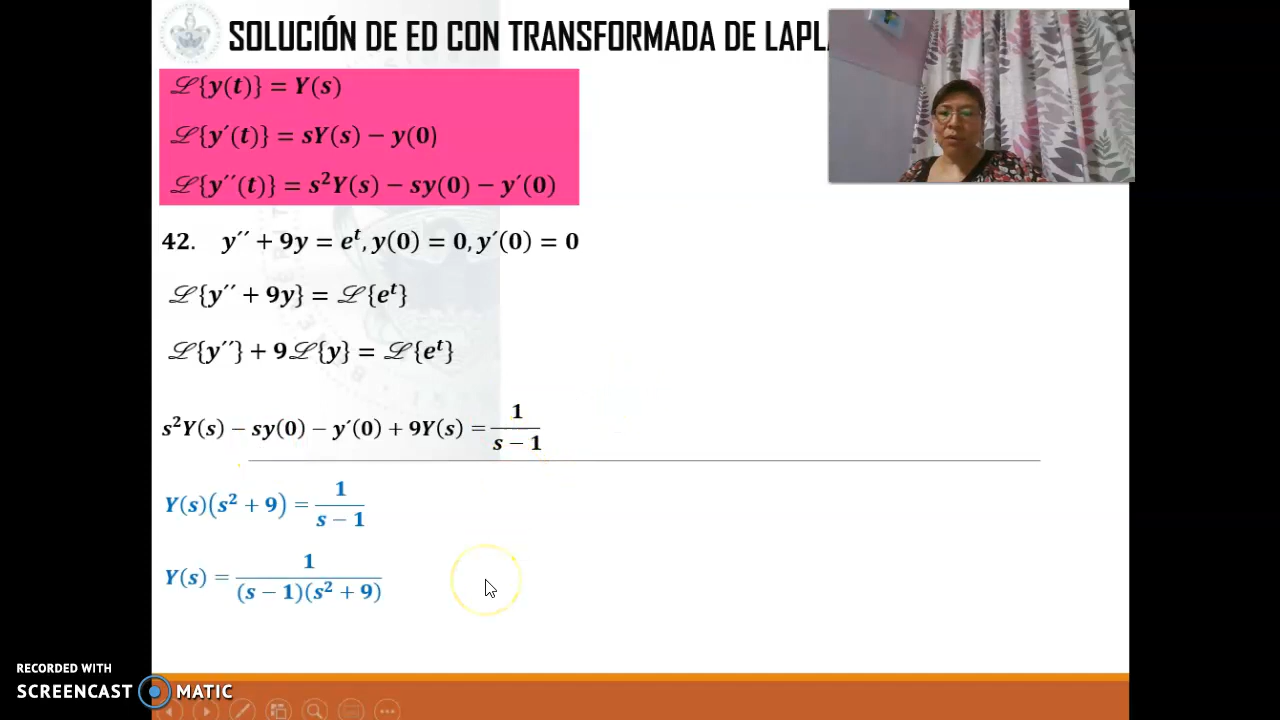 SOLUCIÓN DE ED CON TRANSFORMADA DE LAPLA
ℒ{y(t)} = Y(s)
ℒ{y´(t)} = sY(s) − y(0)
ℒ{y´´(t)} = s²Y(s) − sy(0) − y´(0)
42. y´´ + 9y = eᵗ, y(0) = 0, y´(0) = 0
ℒ{y´´ + 9y} = ℒ{eᵗ}
ℒ{y´´} + 9ℒ{y} = ℒ{eᵗ}
s²Y(s) − sy(0) − y´(0) + 9Y(s) = 1/(s − 1)
Y(s)(s² + 9) = 1/(s − 1)
Y(s) = 1/((s − 1)(s² + 9))
RECORDED WITH
SCREENCAST MATIC